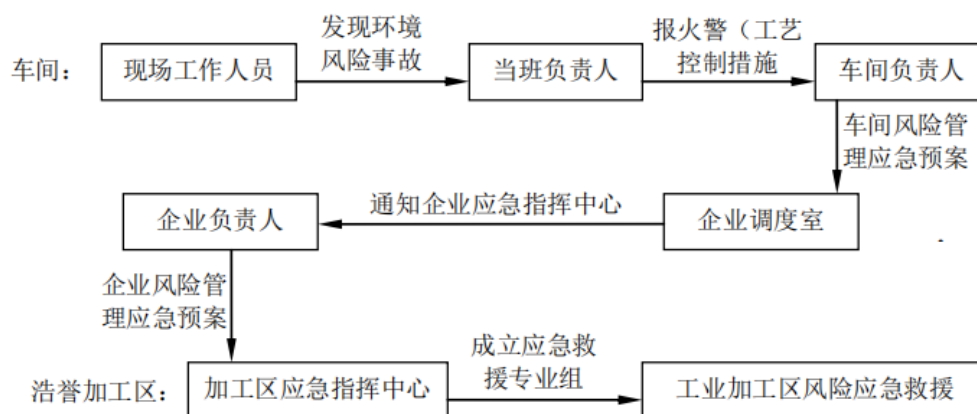 发现环境
风险事故
报火警（工艺
控制措施
车间：
现场工作人员
当班负责人
车间负责人
车间风险管
理应急预案
通知企业应急指挥中心
企业负责人
企业调度室
企业风险管
理应急预案
成立应急救
援专业组
浩誉加工区：
加工区应急指挥中心
工业加工区风险应急救援